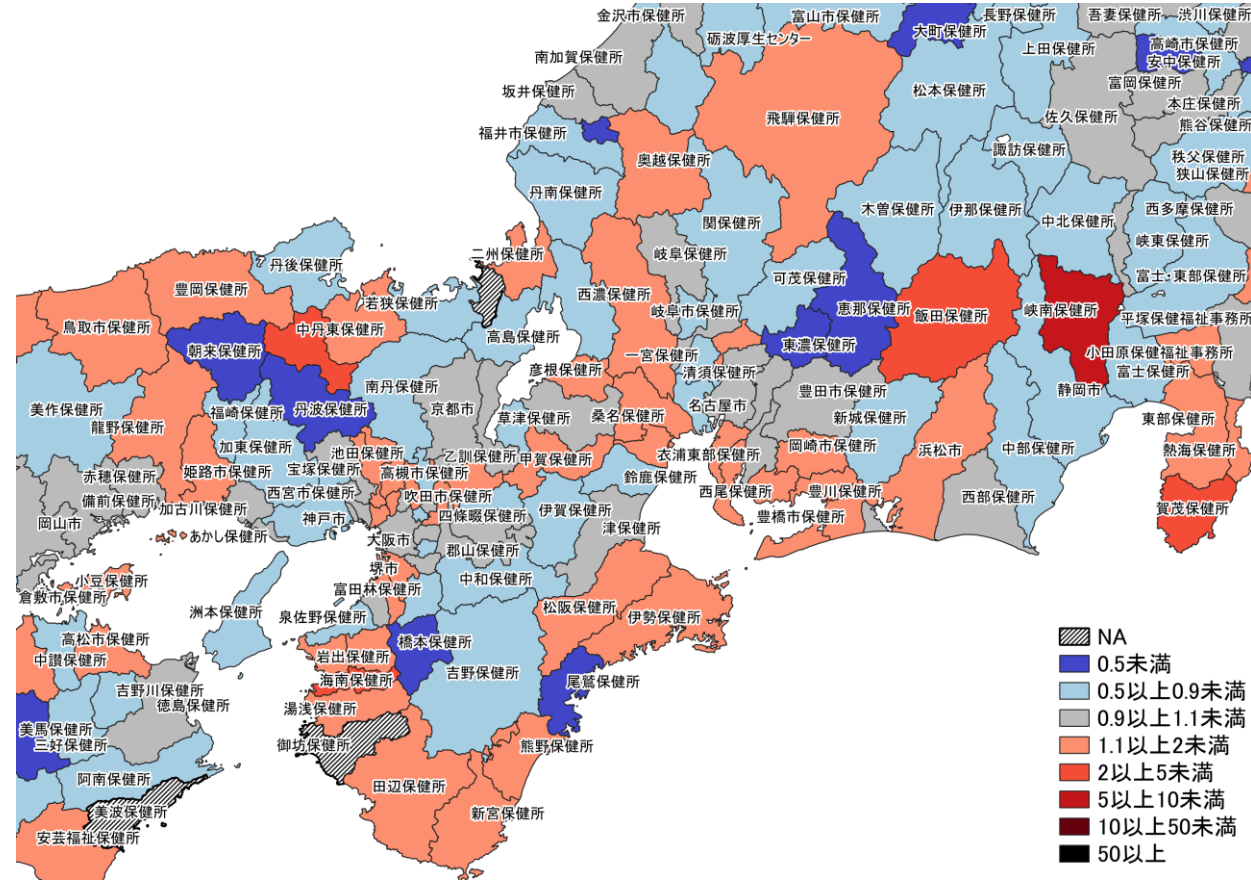 金沢市保健所
富山市保健所
長野保健所
吾妻保健所
渋川保健所
砺波厚生センター
大町保健所
南加賀保健所
上田保健所
高崎市保健所
安中保健所
坂井保健所
松本保健所
富岡保健所
本庄保健所
佐久保健所
飛騨保健所
熊谷保健所
福井市保健所
諏訪保健所
奥越保健所
秩父保健所
狭山保健所
丹南保健所
木曽保健所
伊那保健所
西多摩保健所
関保健所
中北保健所
二州保健所
岐阜保健所
峡東保健所
丹後保健所
可茂保健所
富士・東部保健所
豊岡保健所
西濃保健所
若狭保健所
恵那保健所
鳥取市保健所
中丹東保健所
岐阜市保健所
飯田保健所
峡南保健所
平塚保健福祉事務所
高島保健所
朝来保健所
東濃保健所
小田原保健福祉事務所
一宮保健所
彦根保健所
清須保健所
富士保健所
南丹保健所
豊田市保健所
静岡市
美作保健所
福崎保健所
丹波保健所
京都市
名古屋市
草津保健所
桑名保健所
新城保健所
東部保健所
龍野保健所
加東保健所
池田保健所
乙訓保健所
甲賀保健所
衣浦東部保健所
岡崎市保健所
浜松市
中部保健所
熱海保健所
赤穂保健所
姫路市保健所
宝塚保健所
高槻市保健所
鈴鹿保健所
備前保健所
西宮市保健所
吹田市保健所
西尾保健所
豊川保健所
西部保健所
賀茂保健所
岡山市
加古川保健所
神戸市
四條畷保健所
伊賀保健所
豊橋市保健所
あかし保健所
大阪市
郡山保健所
津保健所
堺市
小豆保健所
倉敷市保健所
富田林保健所
中和保健所
洲本保健所
泉佐野保健所
松阪保健所
伊勢保健所
高松市保健所
橋本保健所
NA
中讃保健所
岩出保健所
0.5未満
吉野保健所
海南保健所
尾鷲保健所
0.5以上0.9未満
吉野川保健所
徳島保健所
湯浅保健所
0.9以上1.1未満
美馬保健所
三好保健所
御坊保健所
熊野保健所
1.1以上2未満
阿南保健所
田辺保健所
2以上5未満
美波保健所
新宮保健所
5以上10未満
安芸福祉保健所
10以上50未満
50以上